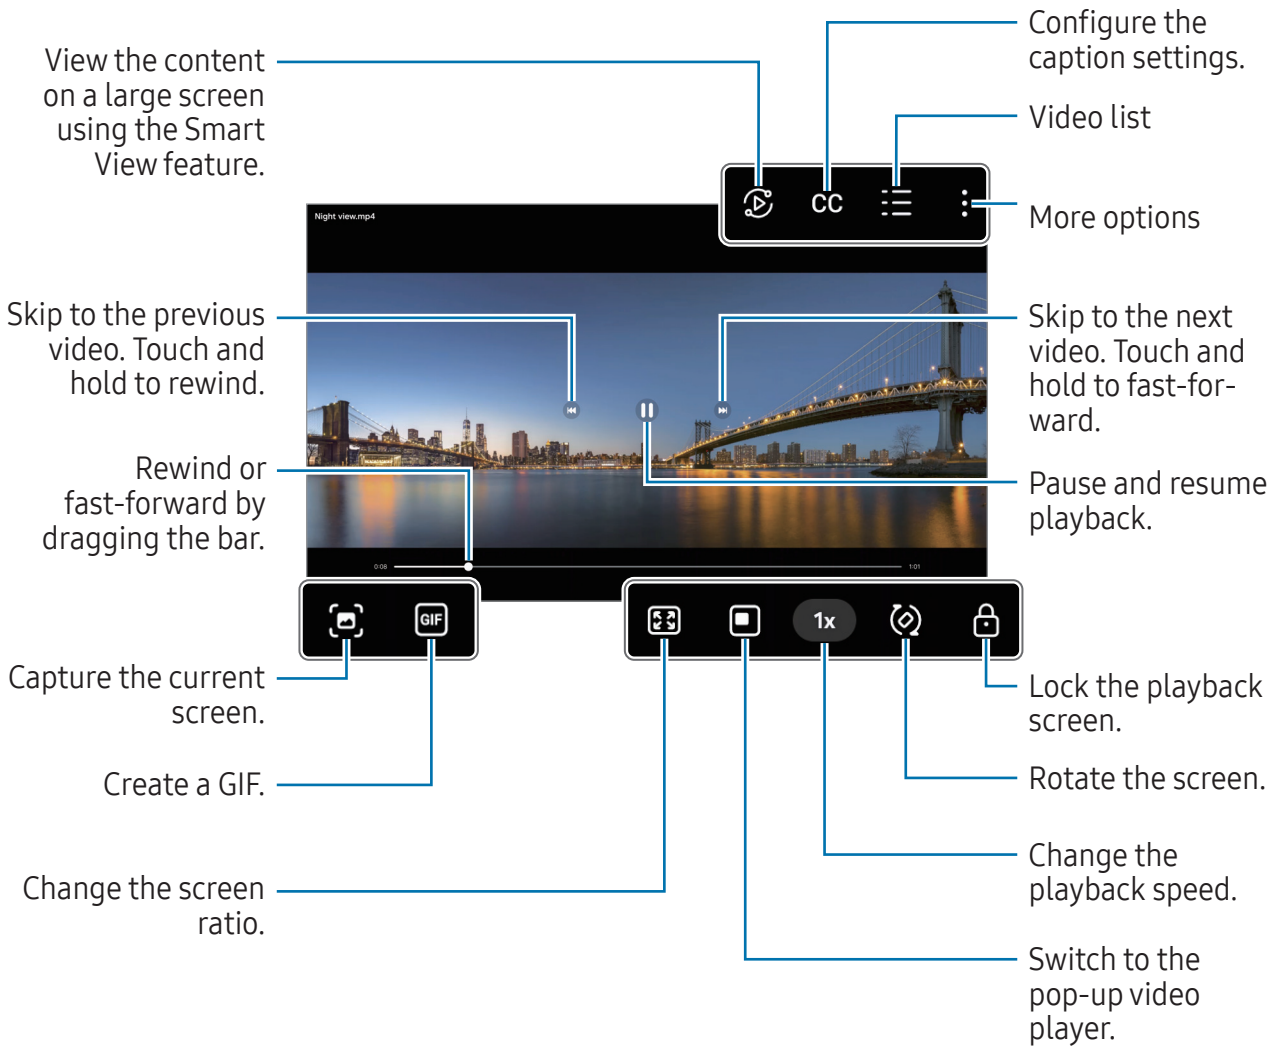 Configure the
caption settings.
View the content
on a large screen
using the Smart
View feature.
Video list
CC
More options
Night view.mp4
Skip to the previous
video. Touch and
hold to rewind.
Skip to the next
video. Touch and
hold to fast-for-
ward.
Rewind or
fast-forward by
dragging the bar.
Pause and resume
playback.
0:08
1:01
GIF
1x
Capture the current
screen.
Lock the playback
screen.
Create a GIF.
Rotate the screen.
Change the screen
ratio.
Change the
playback speed.
Switch to the
pop-up video
player.